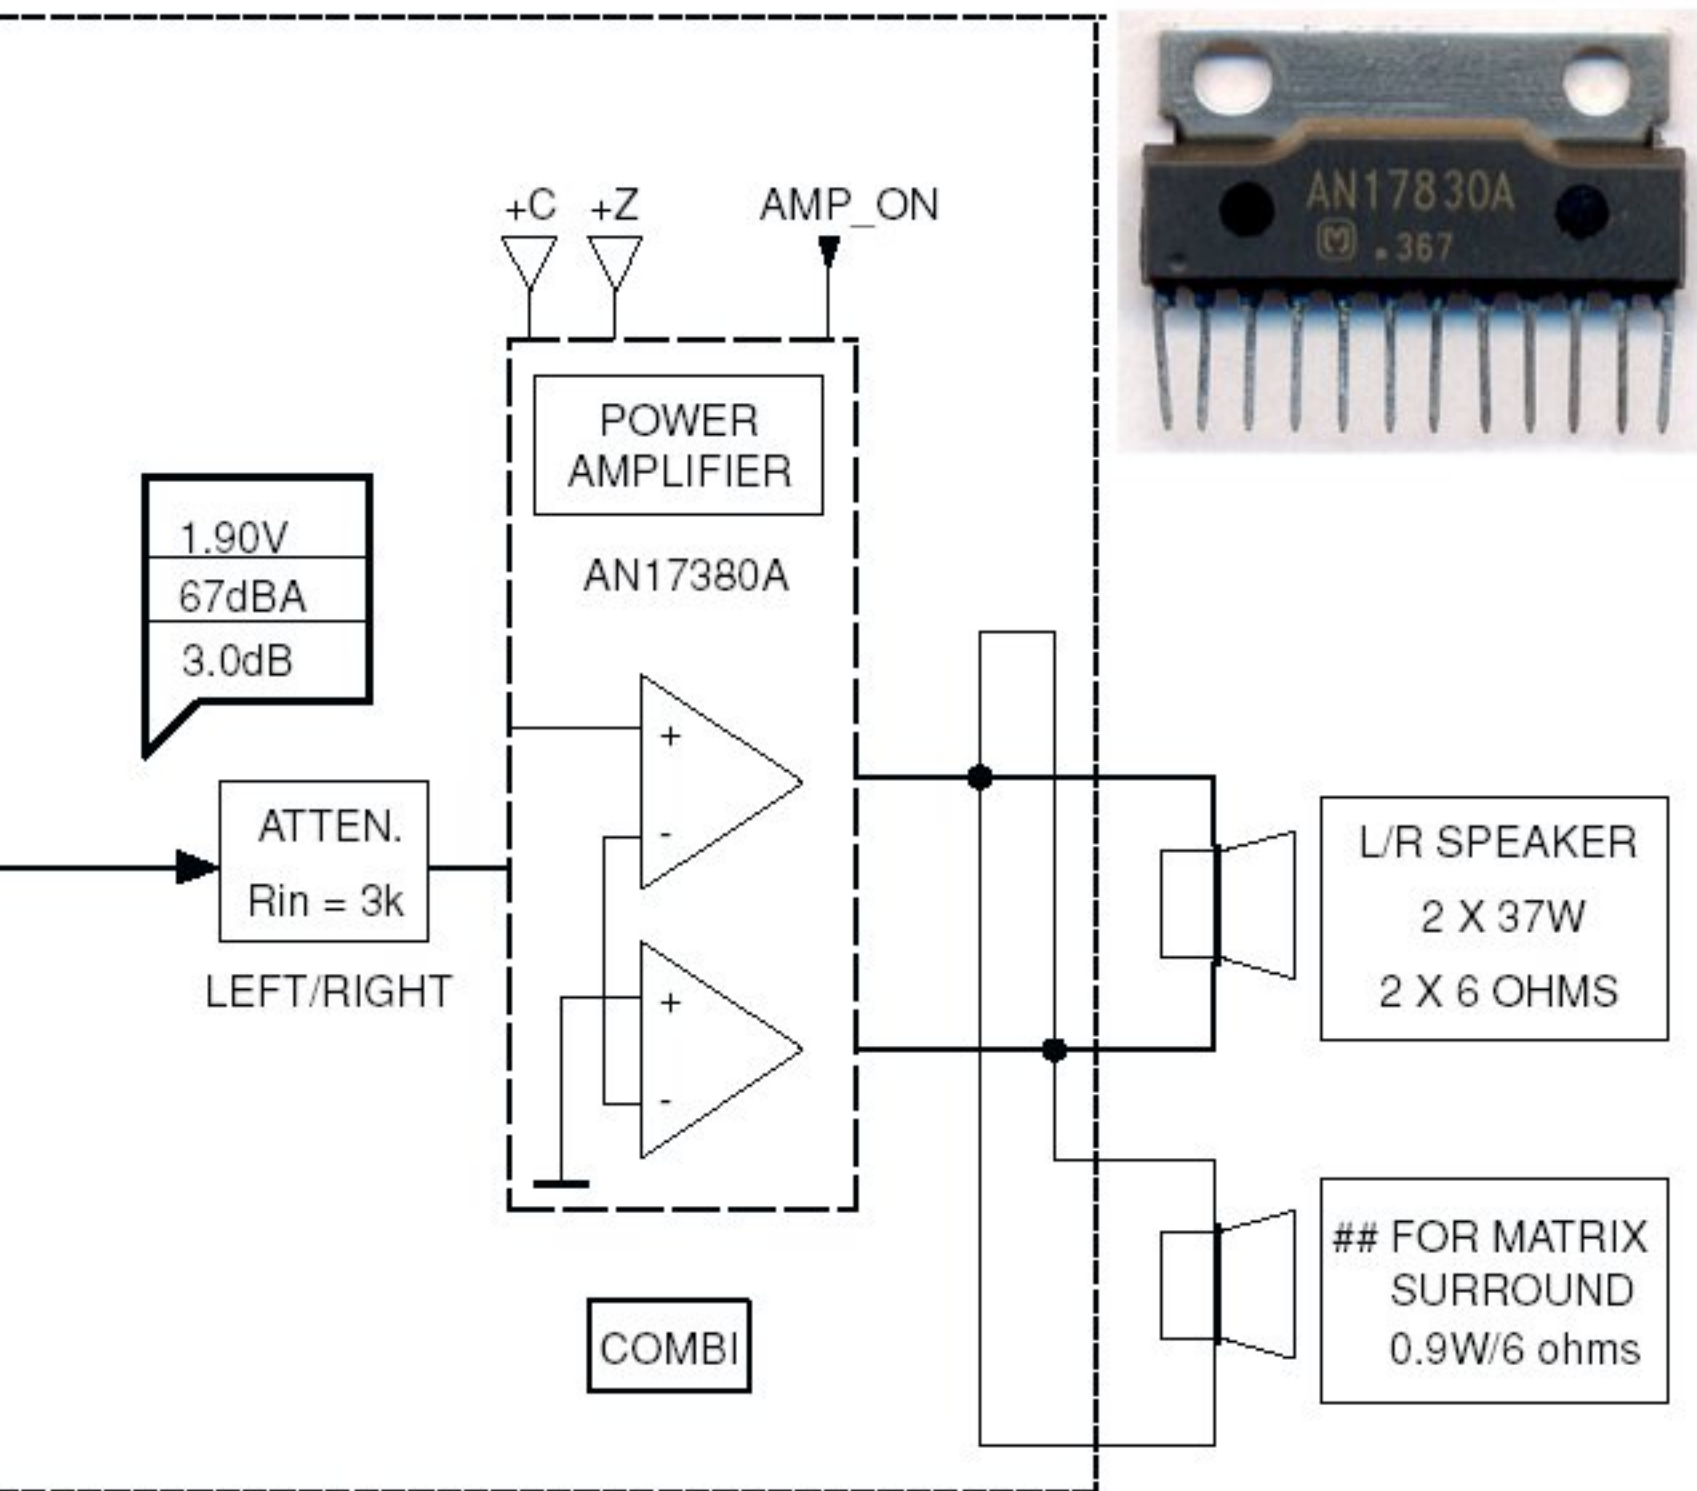 +C +Z AMP_ON
AN17830A
.367
POWER
AMPLIFIER
AN17380A
1.90V
67dBA
3.0dB
ATTEN.
Rin = 3k
LEFT/RIGHT
+
-
+
-
L/R SPEAKER
2 X 37W
2 X 6 OHMS
## FOR MATRIX
SURROUND
0.9W/6 ohms
COMBI